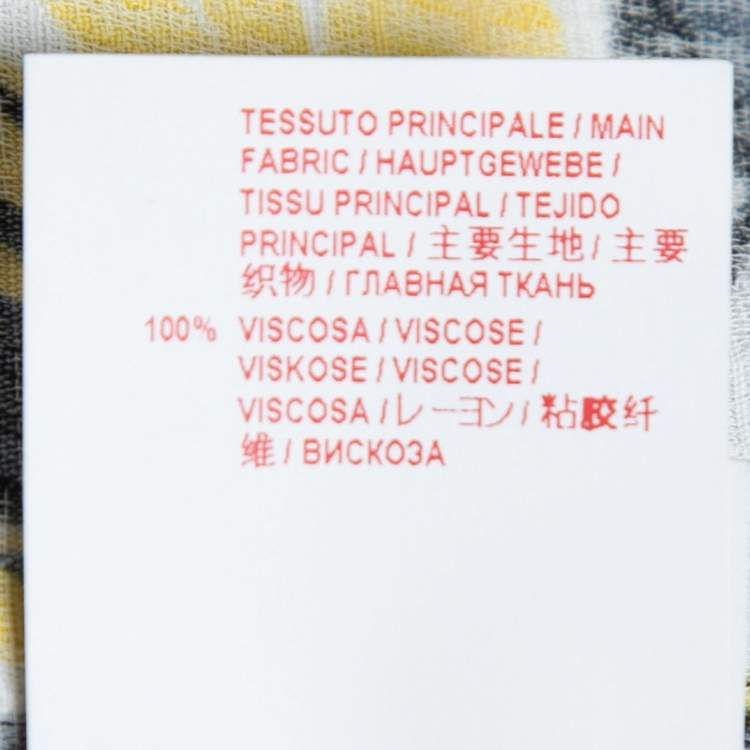 TESSUTO PRINCIPALE / MAIN
FABRIC / HAUPTGEWEBE /
TISSU PRINCIPAL / TEJIDO
PRINCIPAL / 主要生地 / 主要
织物 / ГЛАВНАЯ ТКАНЬ
100% VISCOSA / VISCOSE /
VISKOSE / VISCOSE /
VISCOSA / レーヨン / 粘胶纤
维 / ВИСКОЗА